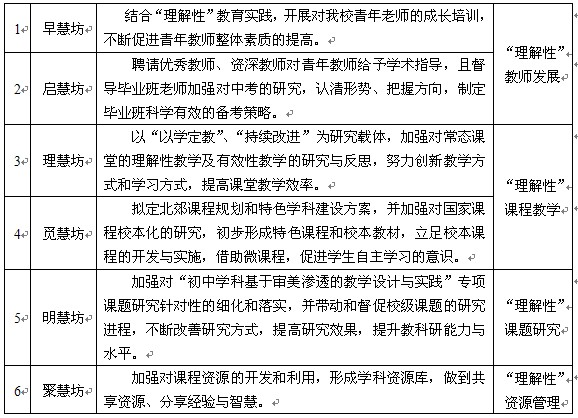 1 早慧坊 结合“理解性”教育实践，开展对我校青年老师的成长培训，
不断促进青年教师整体素质的提高。
2 启慧坊 聘请优秀教师、资深教师对青年教师给予学术指导，且督
导毕业班老师加强对中考的研究，认清形势、把握方向，制定
毕业班科学有效的备考策略。
“理解性”
教师发展
3 理慧坊 以“以学定教”、“持续改进”为研究载体，加强对常态课
堂的理解性教学及有效性教学的研究与反思，努力创新教学方
式和学习方式，提高课堂教学效率。
4 觅慧坊 拟定北郊课程规划和特色学科建设方案，并加强对国家课
程校本化的研究，初步形成特色课程和校本教材，立足校本课
程的开发与实施，借助微课程，促进学生自主学习的意识。
“理解性”
课程教学
5 明慧坊 加强对“初中学科基于审美渗透的教学设计与实践”专项
课题研究针对性的细化和落实，并带动和督促校级课题的研究
进程，不断改善研究方式，提高研究效果，提升教科研能力与
水平。
“理解性”
课题研究
6 聚慧坊 加强对课程资源的开发和利用，形成学科资源库，做到共
享资源、分享经验与智慧。
“理解性”
资源管理